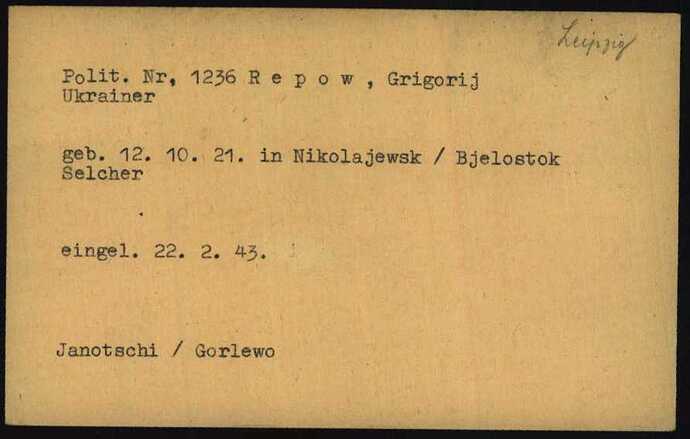 Leipzig
Polit. Nr, 1236 R e p o w , Grigorij
Ukrainer
geb. 12. 10. 21. in Nikolajewsk / Bjelostok
Selcher
eingel. 22. 2. 43.
Janotschi / Gorlewo